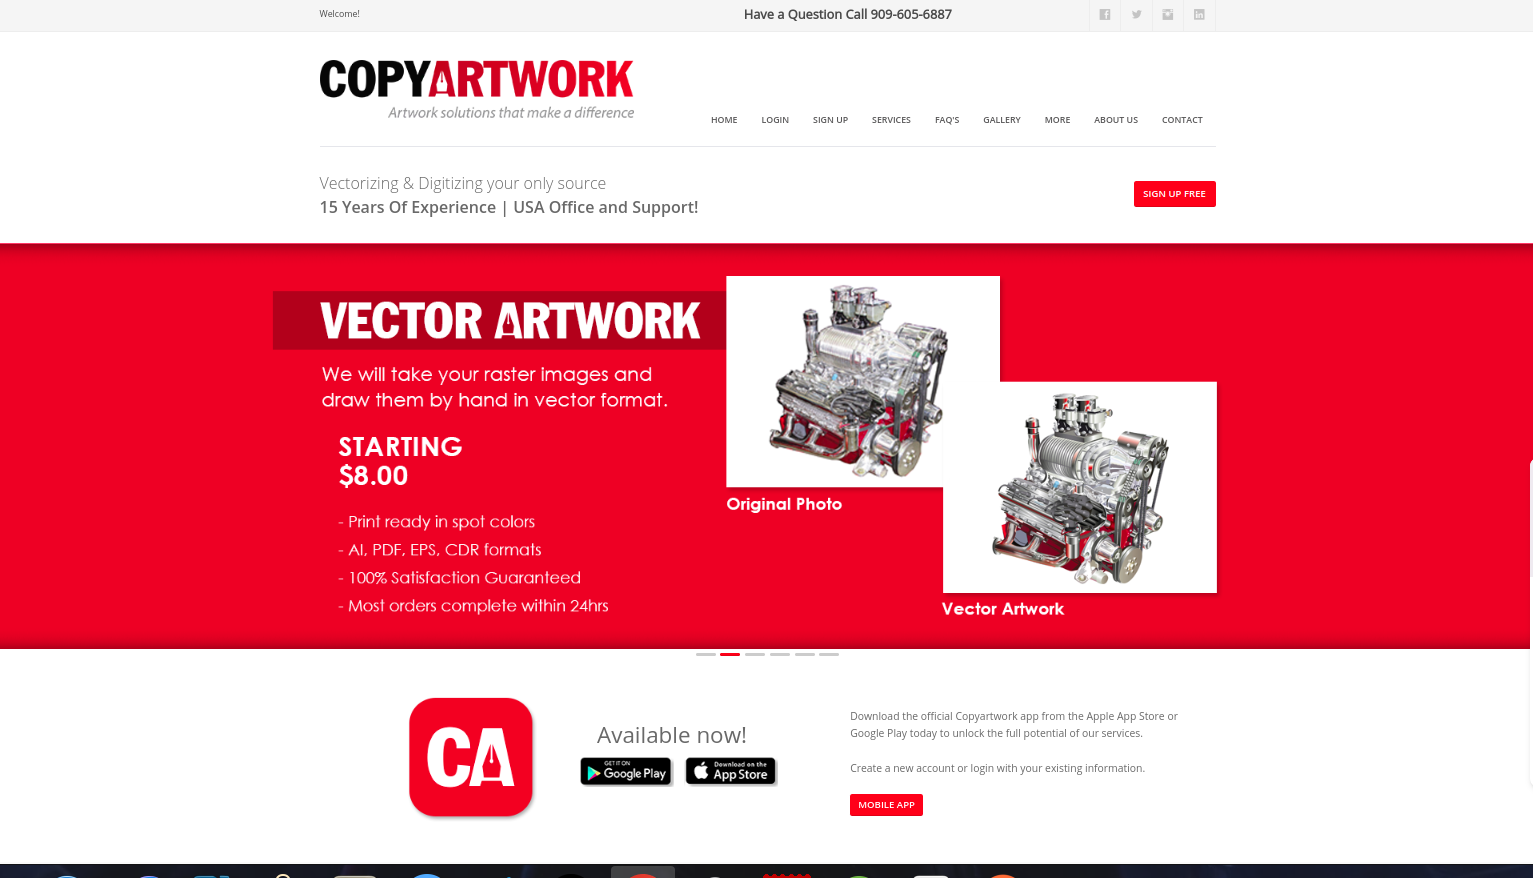 Welcome!
Have a Question Call 909-605-6887
COPYARTWORK
Artwork solutions that make a difference
HOME LOGIN SIGN UP SERVICES FAQ'S GALLERY MORE ABOUT US CONTACT
Vectorizing & Digitizing your only source
15 Years Of Experience | USA Office and Support!
SIGN UP FREE
VECTOR ARTWORK
We will take your raster images and
draw them by hand in vector format.
STARTING
$8.00
- Print ready in spot colors
- AI, PDF, EPS, CDR formats
- 100% Satisfaction Guaranteed
- Most orders complete within 24hrs
Original Photo
Vector Artwork
CA
Available now!
GET IT ON
Google Play
Download on the
App Store
Download the official Copyartwork app from the Apple App Store or
Google Play today to unlock the full potential of our services.
Create a new account or login with your existing information.
MOBILE APP